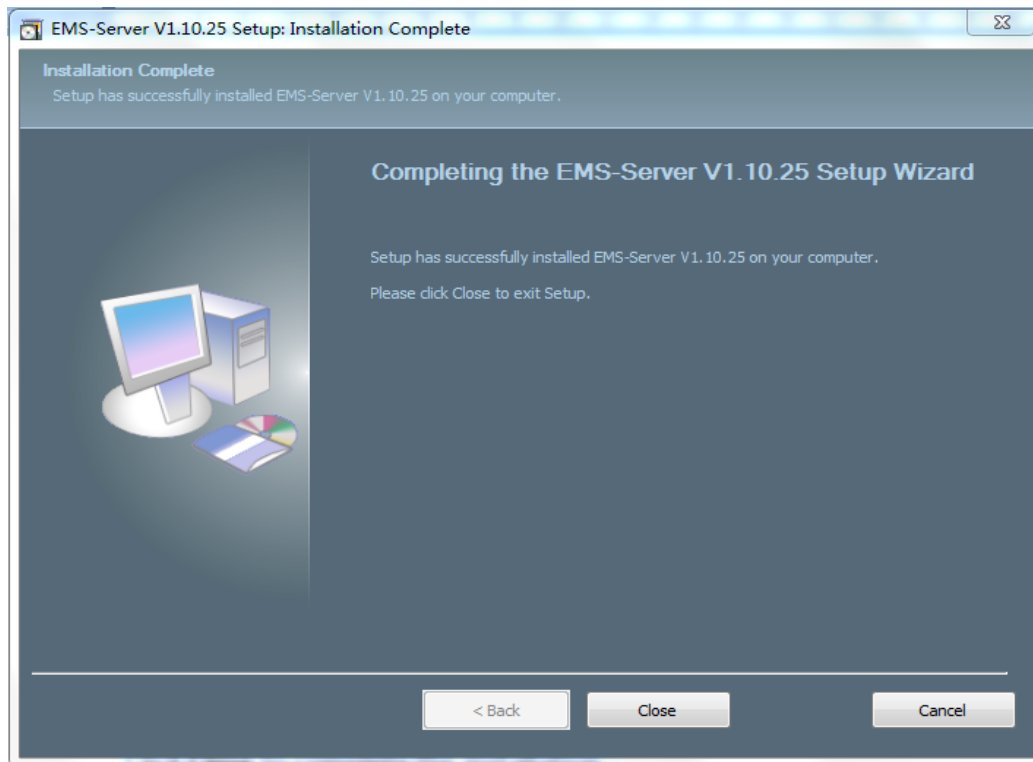 EMS-Server V1.10.25 Setup: Installation Complete
Installation Complete
Setup has successfully installed EMS-Server V1.10.25 on your computer.
Completing the EMS-Server V1.10.25 Setup Wizard
Setup has successfully installed EMS-Server V1.10.25 on your computer.
Please click Close to exit Setup.
< Back
Close
Cancel